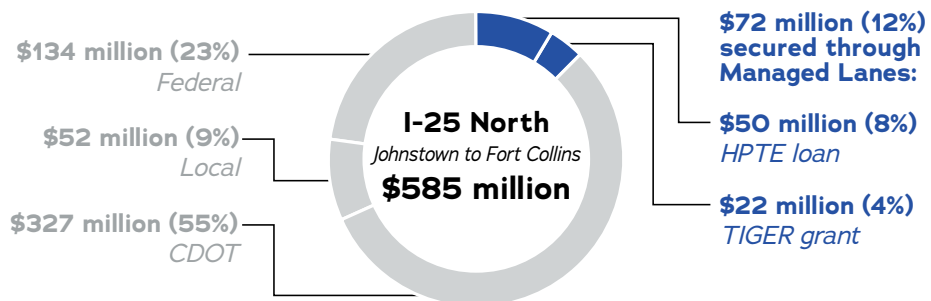 $134 million (23%)
Federal
$52 million (9%)
Local
$327 million (55%)
CDOT
I-25 North
Johnstown to Fort Collins
$585 million
$72 million (12%)
secured through
Managed Lanes:
$50 million (8%)
HPTE loan
$22 million (4%)
TIGER grant